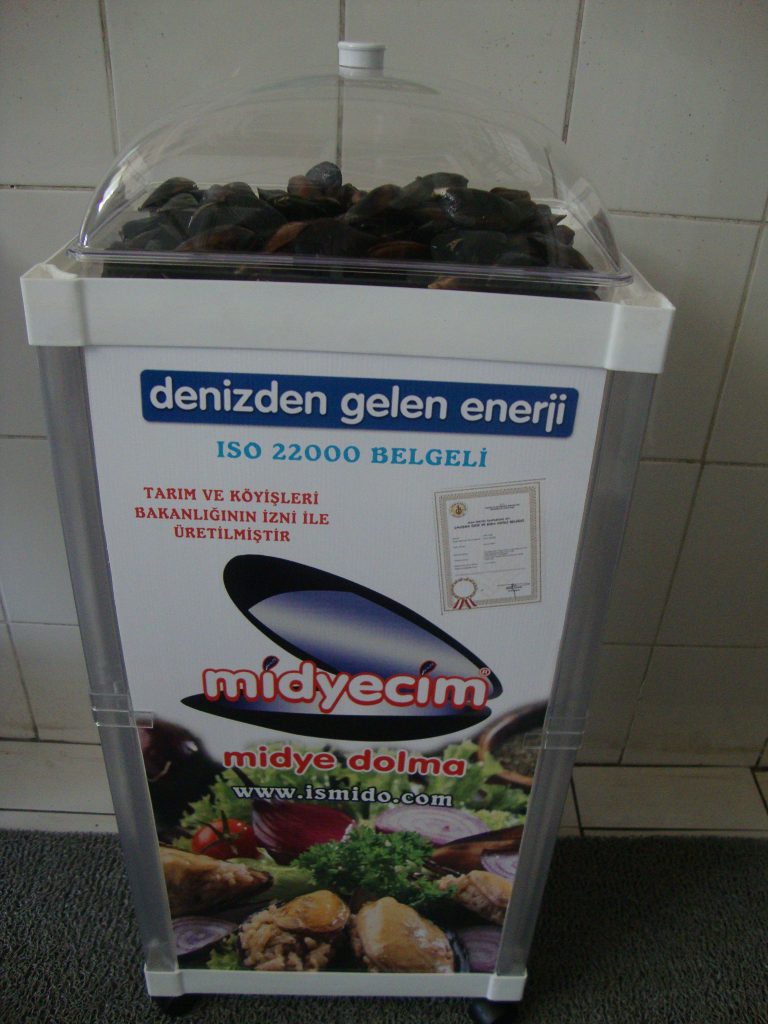 denizden gelen enerji
ISO 22000 BELGELİ
TARIM VE KÖYİŞLERİ
BAKANLIĞININ İZNİ İLE
ÜRETİLMİŞTİR
midyecim®
midye dolma
www.ismido.com